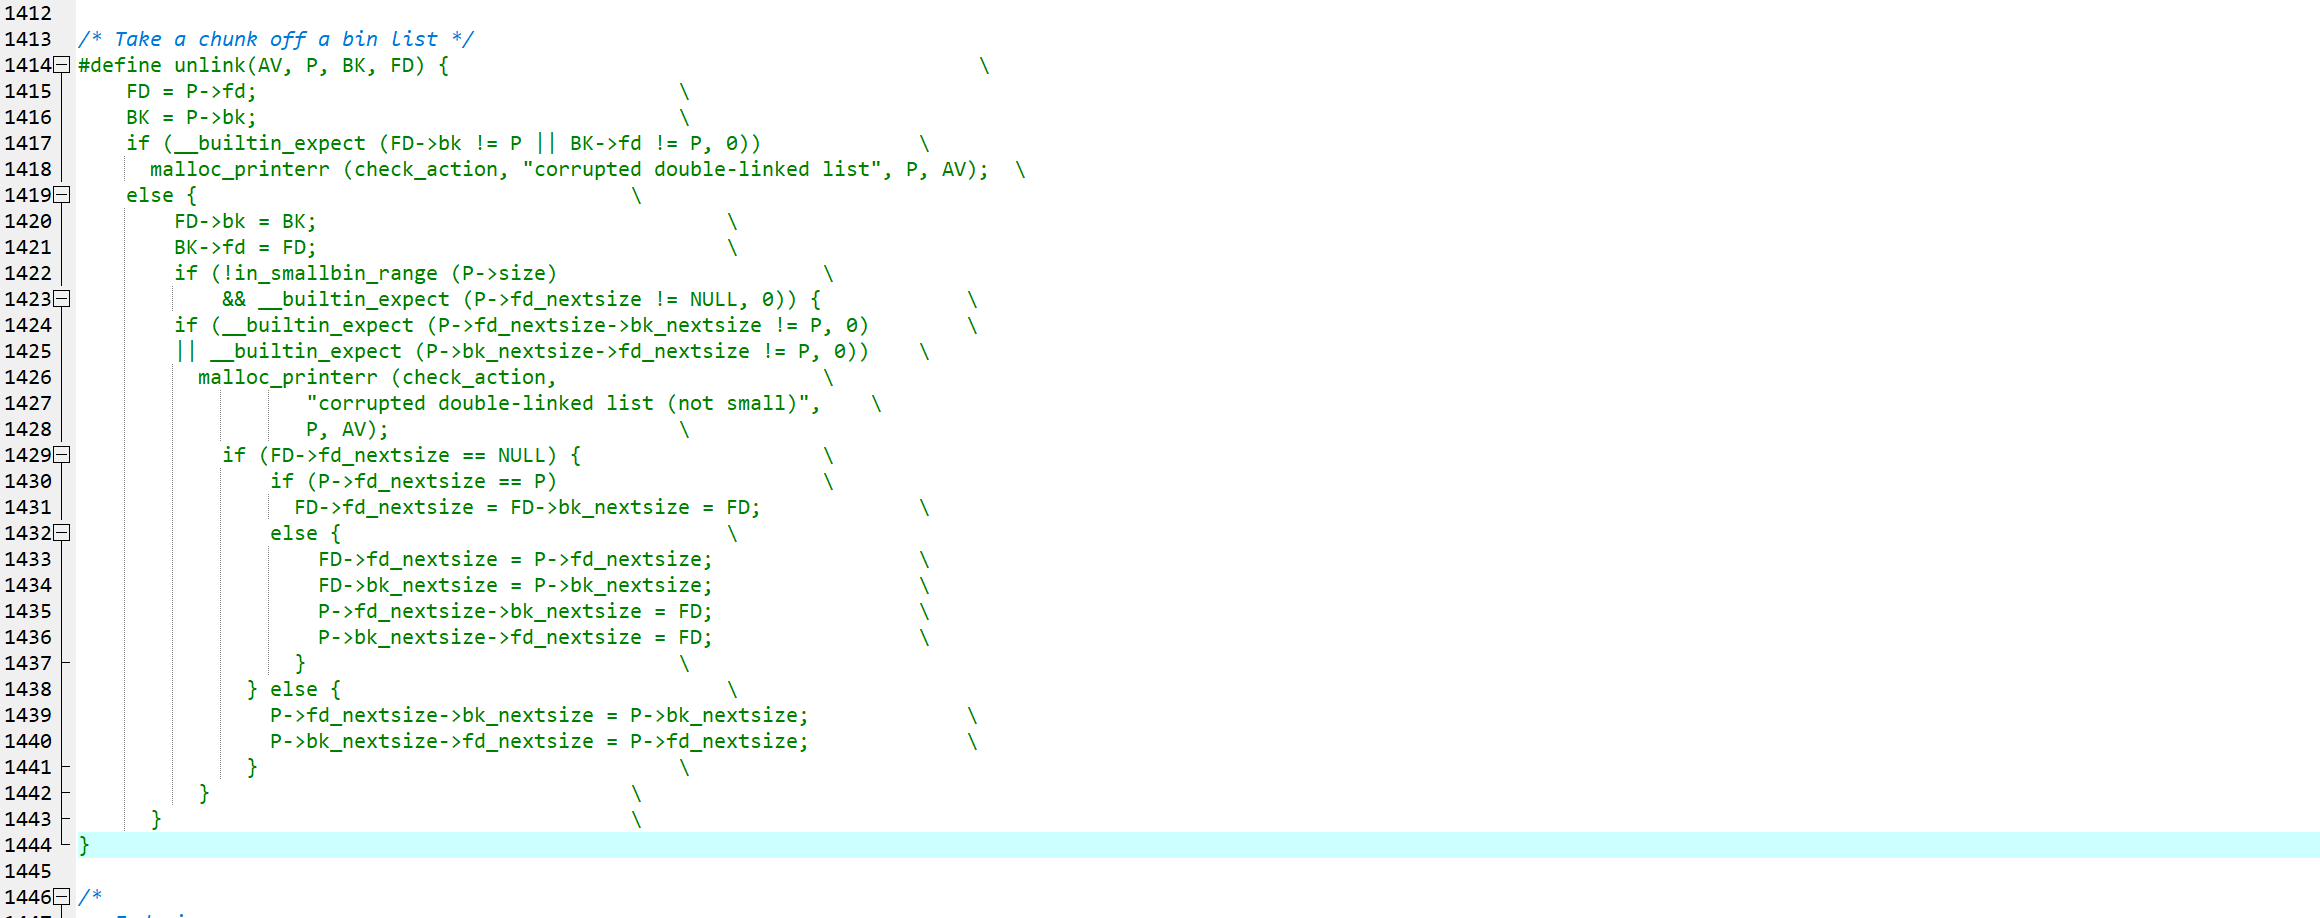 1412
1413 /* Take a chunk off a bin list */
1414 #define unlink(AV, P, BK, FD) { \
1415 FD = P->fd; \
1416 BK = P->bk; \
1417 if (__builtin_expect (FD->bk != P || BK->fd != P, 0)) \
1418 malloc_printerr (check_action, "corrupted double-linked list", P, AV); \
1419 else { \
1420 FD->bk = BK; \
1421 BK->fd = FD; \
1422 if (!in_smallbin_range (P->size) \
1423 && __builtin_expect (P->fd_nextsize != NULL, 0)) { \
1424 if (__builtin_expect (P->fd_nextsize->bk_nextsize != P, 0) \
1425 || __builtin_expect (P->bk_nextsize->fd_nextsize != P, 0)) \
1426 malloc_printerr (check_action, \
1427 "corrupted double-linked list (not small)", \
1428 P, AV); \
1429 if (FD->fd_nextsize == NULL) { \
1430 if (P->fd_nextsize == P) \
1431 FD->fd_nextsize = FD->bk_nextsize = FD; \
1432 else { \
1433 FD->fd_nextsize = P->fd_nextsize; \
1434 FD->bk_nextsize = P->bk_nextsize; \
1435 P->fd_nextsize->bk_nextsize = FD; \
1436 P->bk_nextsize->fd_nextsize = FD; \
1437 } \
1438 } else { \
1439 P->fd_nextsize->bk_nextsize = P->bk_nextsize; \
1440 P->bk_nextsize->fd_nextsize = P->fd_nextsize; \
1441 } \
1442 } \
1443 } \
1444 }
1445
1446 /*